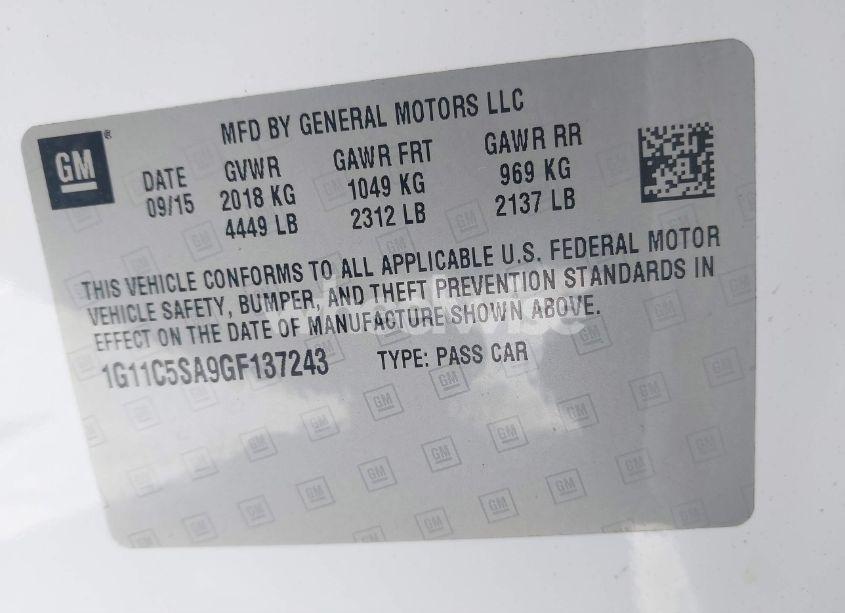 MFD BY GENERAL MOTORS LLC
GM®
DATE GVWR GAWR FRT GAWR RR
09/15 2018 KG 1049 KG 969 KG
4449 LB 2312 LB 2137 LB
THIS VEHICLE CONFORMS TO ALL APPLICABLE U.S. FEDERAL MOTOR
VEHICLE SAFETY, BUMPER, AND THEFT PREVENTION STANDARDS IN
EFFECT ON THE DATE OF MANUFACTURE SHOWN ABOVE.
1G11C5SA9GF137243 TYPE: PASS CAR